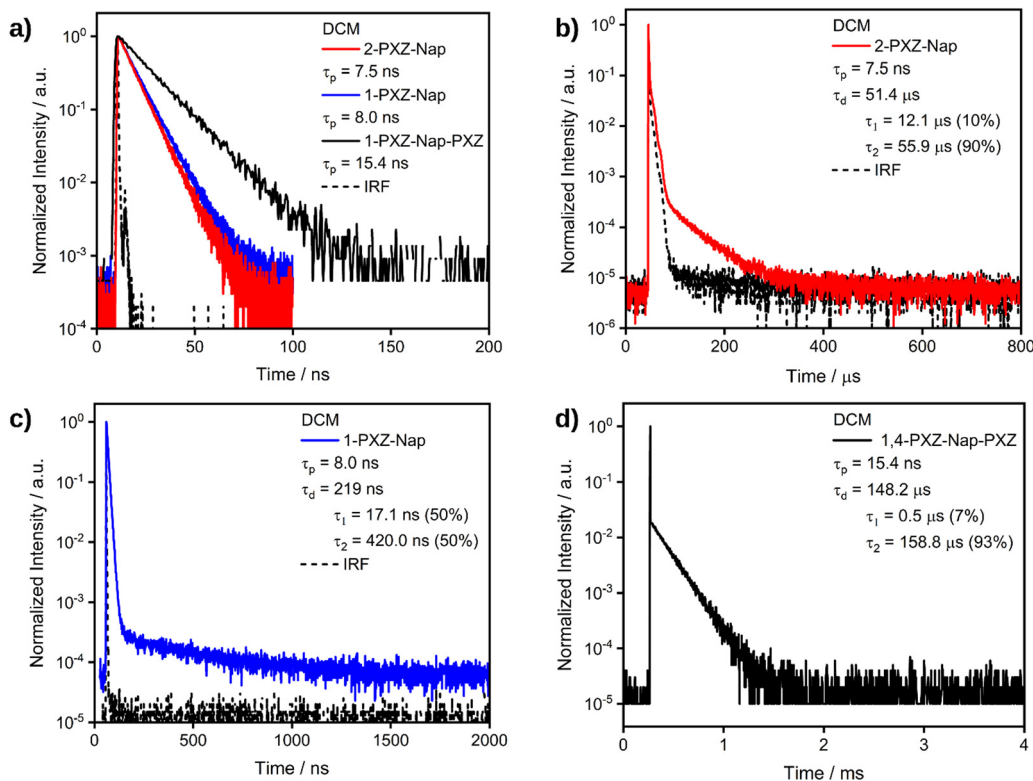 a)
DCM
2-PXZ-Nap
τp = 7.5 ns
1-PXZ-Nap
τp = 8.0 ns
1-PXZ-Nap-PXZ
τp = 15.4 ns
IRF
Normalized Intensity / a.u.
10⁰
10⁻¹
10⁻²
10⁻³
10⁻⁴
0 50 100 150 200
Time / ns
b)
DCM
2-PXZ-Nap
τp = 7.5 ns
τd = 51.4 μs
τ1 = 12.1 μs (10%)
τ2 = 55.9 μs (90%)
IRF
Normalized Intensity / a.u.
10⁰
10⁻¹
10⁻²
10⁻³
10⁻⁴
10⁻⁵
10⁻⁶
0 200 400 600 800
Time / μs
c)
DCM
1-PXZ-Nap
τp = 8.0 ns
τd = 219 ns
τ1 = 17.1 ns (50%)
τ2 = 420.0 ns (50%)
IRF
Normalized Intensity / a.u.
10⁰
10⁻¹
10⁻²
10⁻³
10⁻⁴
10⁻⁵
0 500 1000 1500 2000
Time / ns
d)
DCM
1,4-PXZ-Nap-PXZ
τp = 15.4 ns
τd = 148.2 μs
τ1 = 0.5 μs (7%)
τ2 = 158.8 μs (93%)
Normalized Intensity / a.u.
10⁰
10⁻¹
10⁻²
10⁻³
10⁻⁴
10⁻⁵
0 1 2 3 4
Time / ms